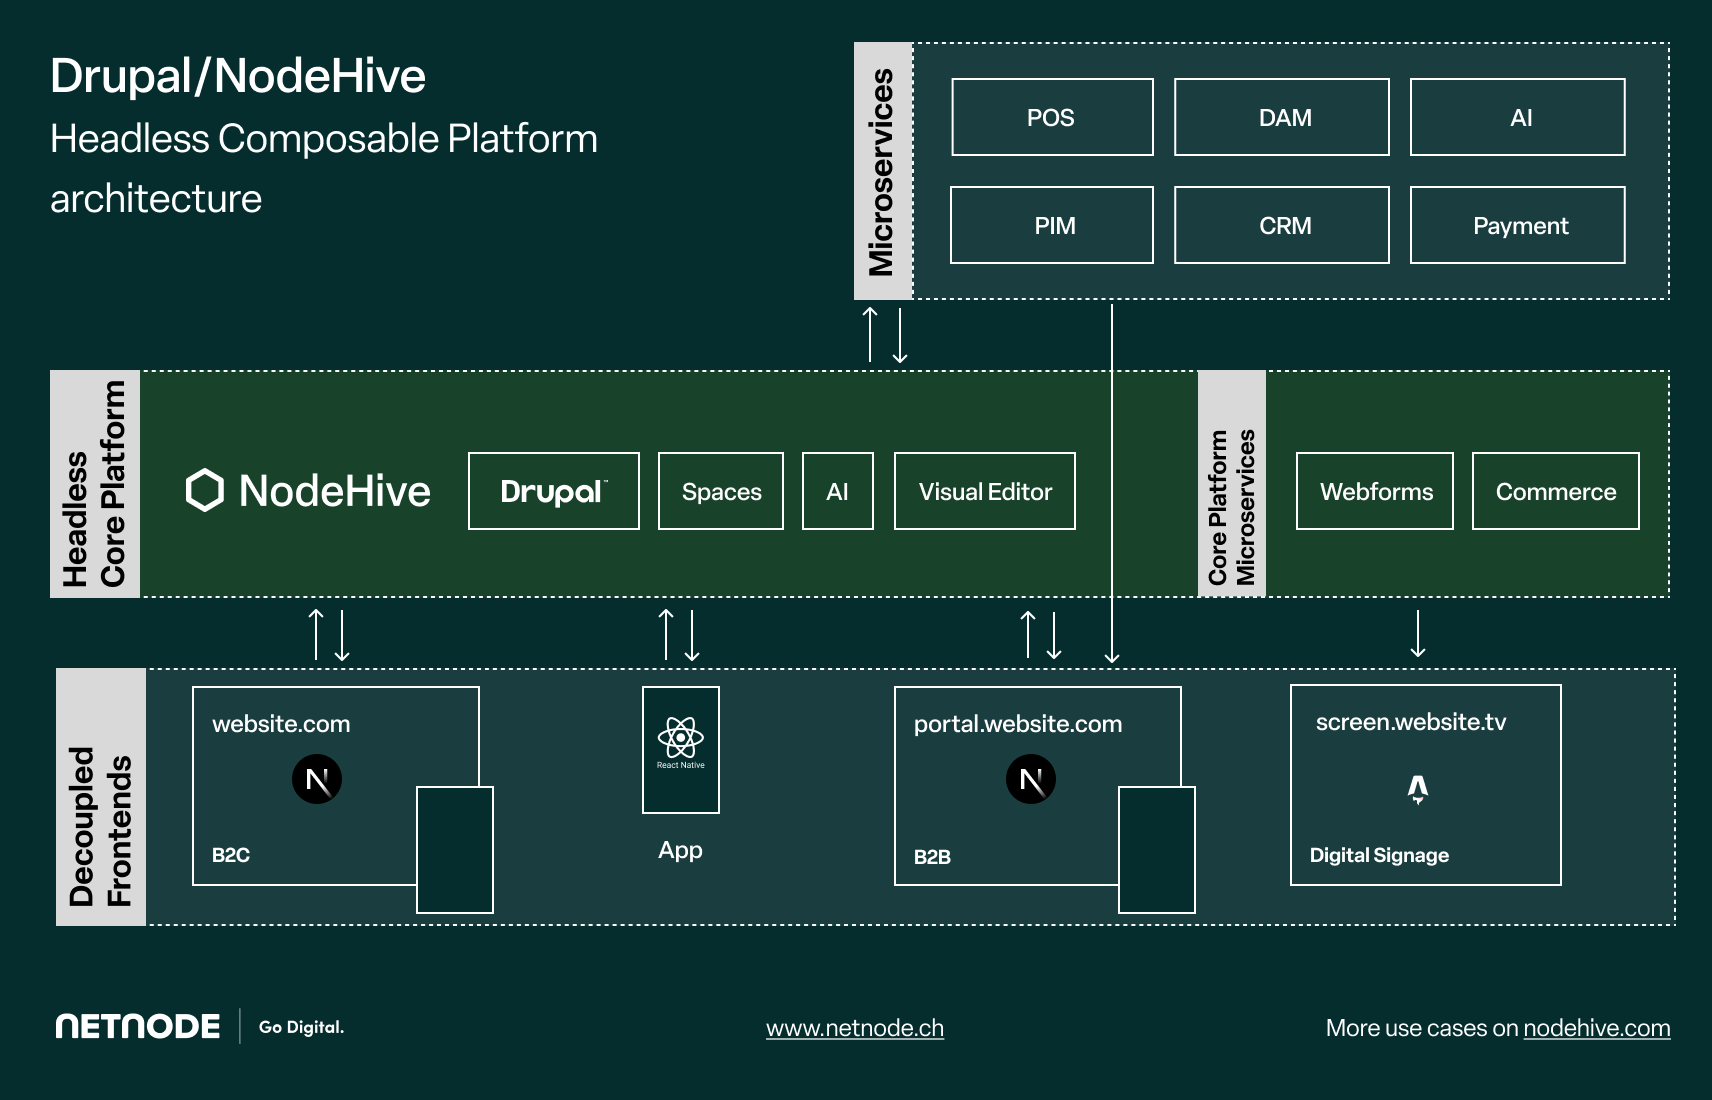 Drupal/NodeHive
Headless Composable Platform
architecture
Microservices
POS
DAM
AI
PIM
CRM
Payment
Headless
Core Platform
NodeHive
Drupal™
Spaces
AI
Visual Editor
Core Platform
Microservices
Webforms
Commerce
Decoupled
Frontends
website.com
N
B2C
React Native
App
portal.website.com
N
B2B
screen.website.tv
Digital Signage
NETNODE
Go Digital.
www.netnode.ch
More use cases on nodehive.com